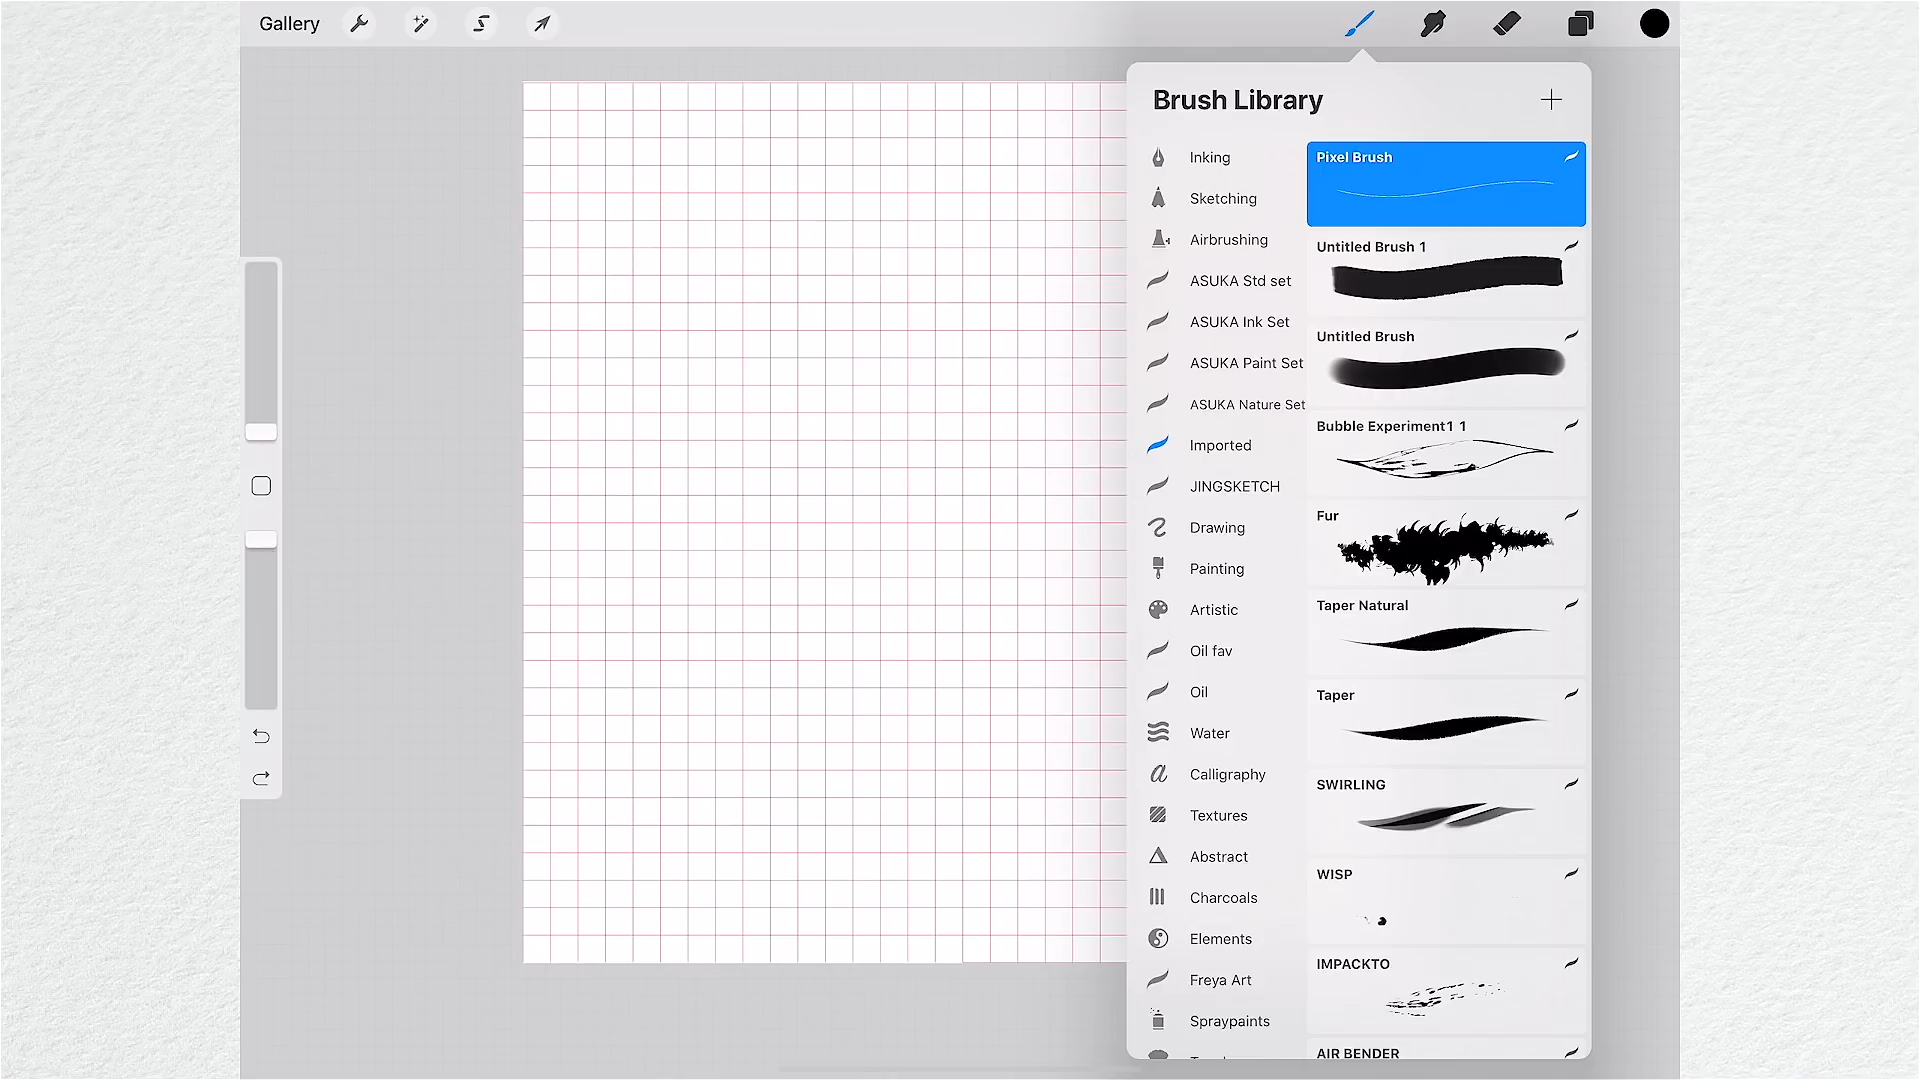 Gallery
Brush Library
Inking
Sketching
Airbrushing
ASUKA Std set
ASUKA Ink Set
ASUKA Paint Set
ASUKA Nature Set
Imported
JINGSKETCH
Drawing
Painting
Artistic
Oil fav
Oil
Water
Calligraphy
Textures
Abstract
Charcoals
Elements
Freya Art
Spraypaints
Pixel Brush
Untitled Brush 1
Untitled Brush
Bubble Experiment1 1
Fur
Taper Natural
Taper
SWIRLING
WISP
IMPACKTO
AIR BENDER